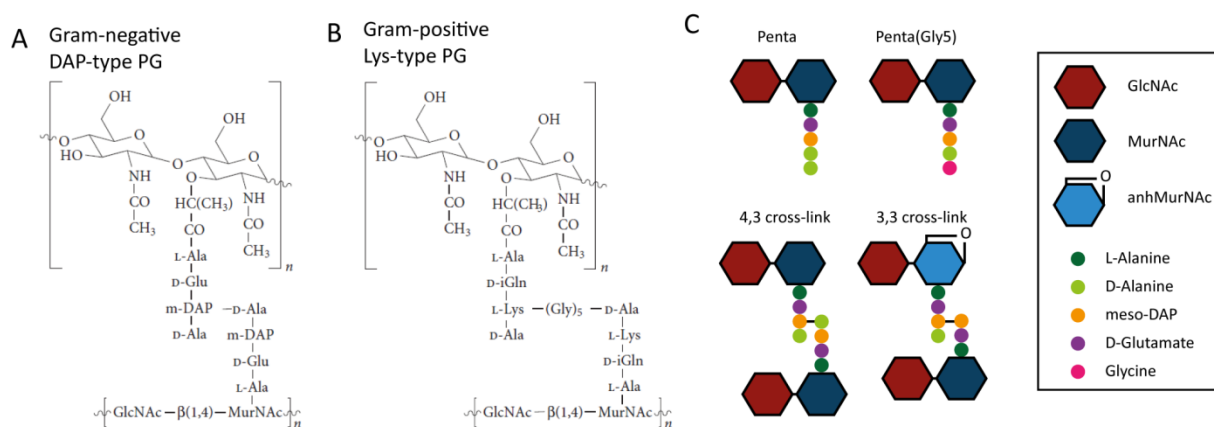 A
Gram-negative
DAP-type PG
OH
O
O
HO
NH
CO
CH3
OH
O
O
O
HC(CH3)
CO
NH
CO
CH3
n
L-Ala
D-Glu
m-DAP
D-Ala
D-Ala
m-DAP
D-Glu
L-Ala
GlcNAc β(1,4) MurNAc
n
B
Gram-positive
Lys-type PG
OH
O
O
HO
NH
CO
CH3
OH
O
O
O
HC(CH3)
CO
NH
CO
CH3
n
L-Ala
D-iGln
L-Lys (Gly)5 D-Ala
D-Ala
L-Lys
D-iGln
L-Ala
GlcNAc β(1,4) MurNAc
n
C
Penta
Penta(Gly5)
4,3 cross-link
3,3 cross-link
O
GlcNAc
MurNAc
O
anhMurNAc
L-Alanine
D-Alanine
meso-DAP
D-Glutamate
Glycine